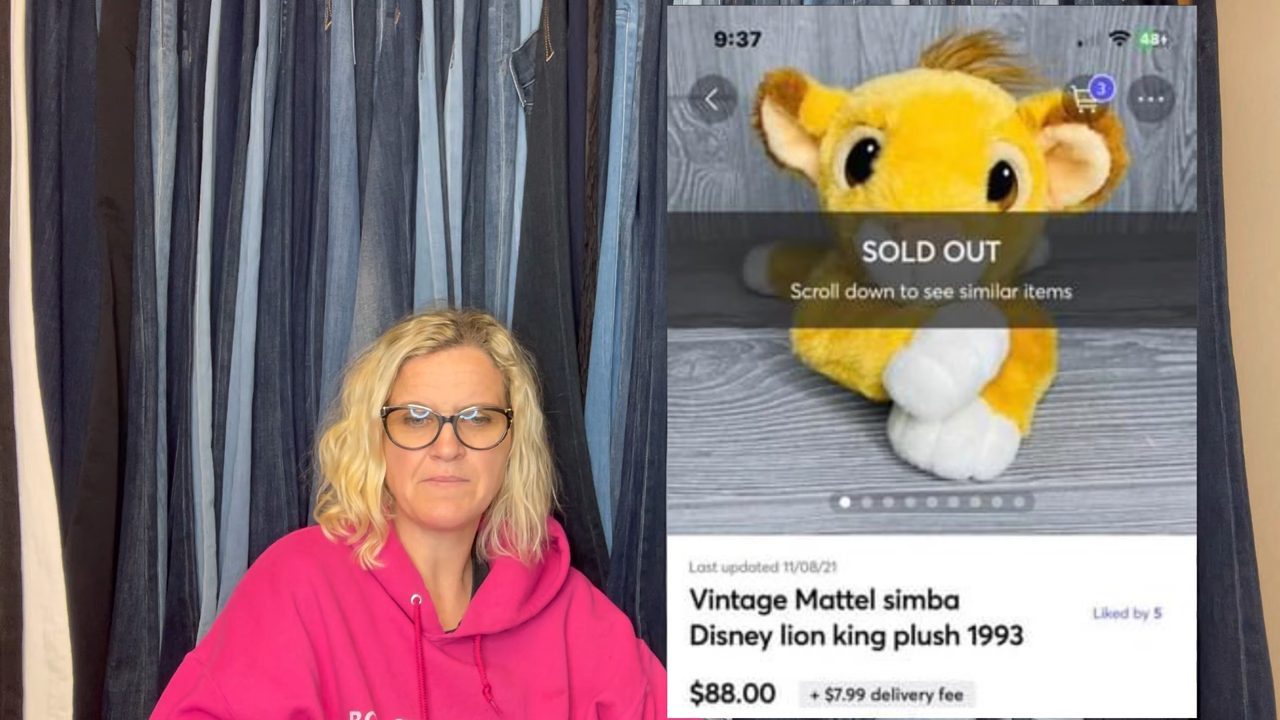 9:37
48+
3
SOLD OUT
Scroll down to see similar items
Last updated 11/08/21
Vintage Mattel simba
Disney lion king plush 1993
Liked by 5
$88.00
+ $7.99 delivery fee